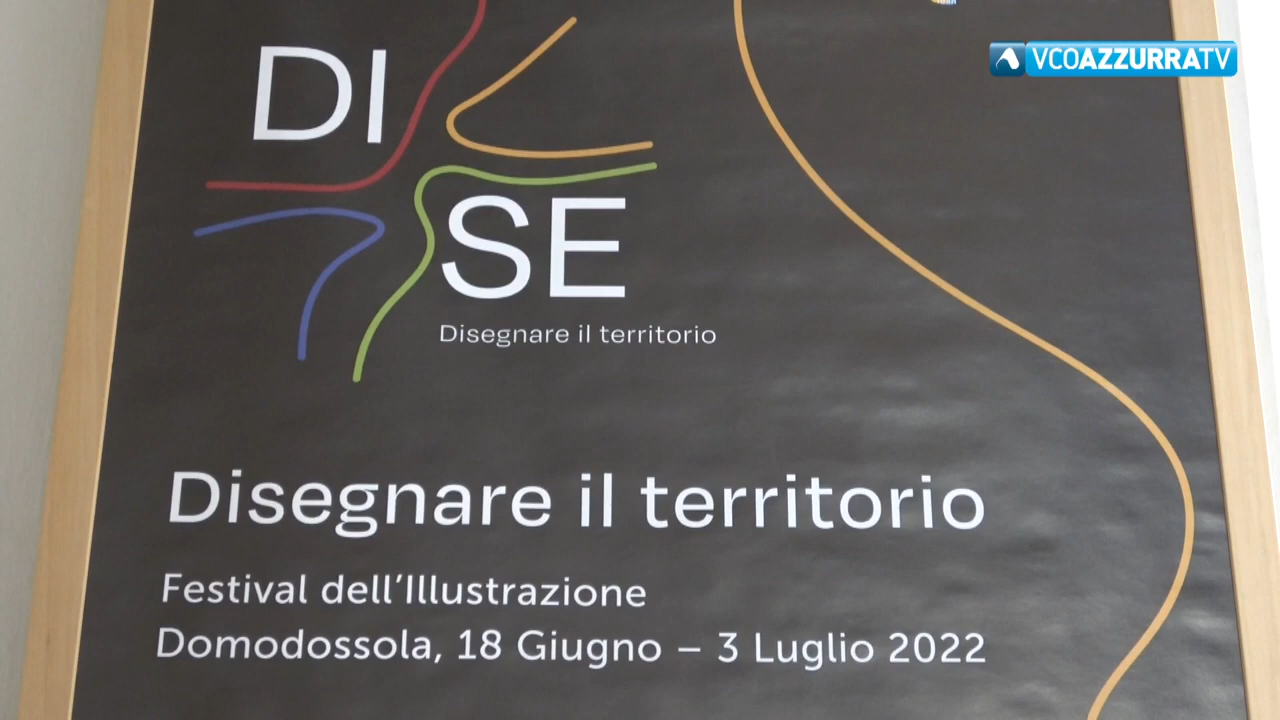 VCOAZZURRATV
DI
SE
Disegnare il territorio
Disegnare il territorio
Festival dell'Illustrazione
Domodossola, 18 Giugno – 3 Luglio 2022